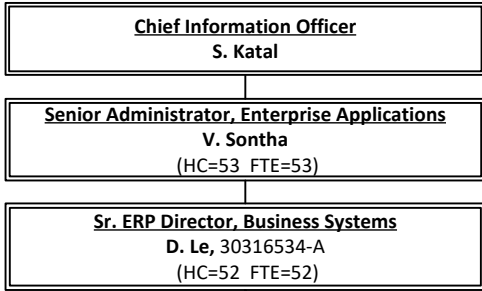 Chief Information Officer
S. Katal
Senior Administrator, Enterprise Applications
V. Sontha
(HC=53 FTE=53)
Sr. ERP Director, Business Systems
D. Le, 30316534-A
(HC=52 FTE=52)